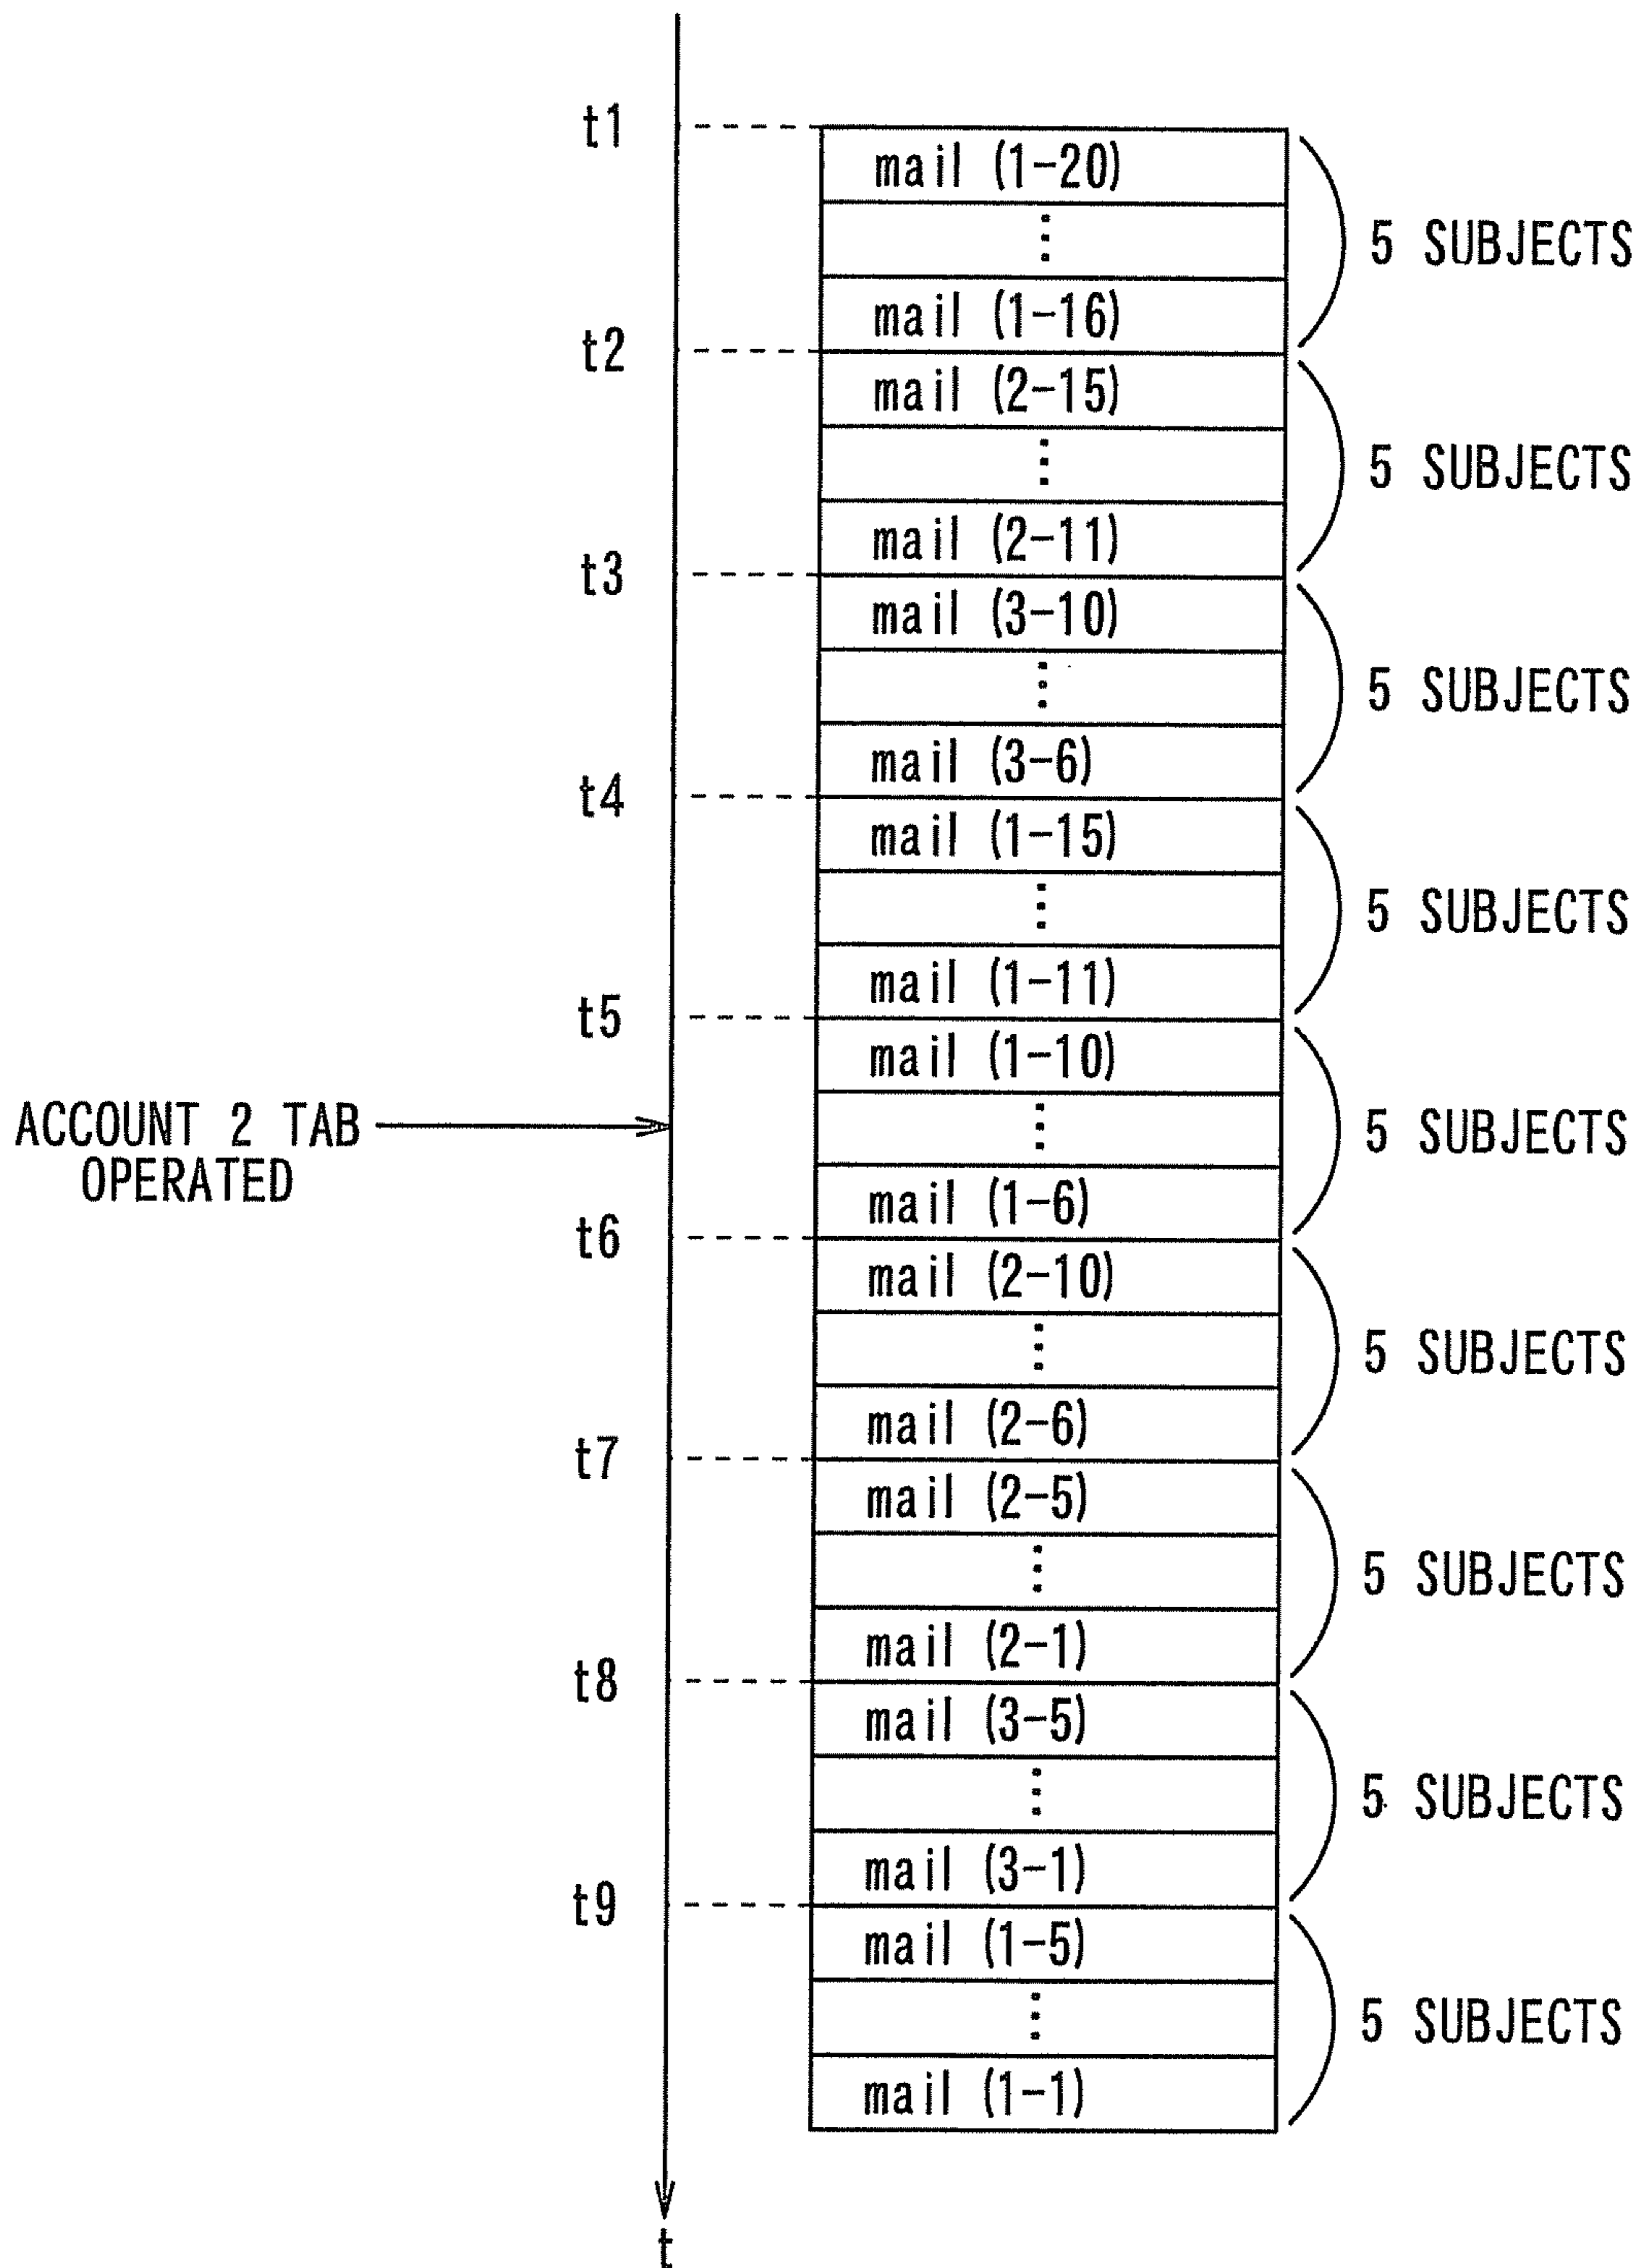 t1
mail (1-20)
⋮
5 SUBJECTS
mail (1-16)
t2
mail (2-15)
⋮
5 SUBJECTS
mail (2-11)
t3
mail (3-10)
⋮
5 SUBJECTS
mail (3-6)
t4
mail (1-15)
⋮
5 SUBJECTS
mail (1-11)
t5
mail (1-10)
ACCOUNT 2 TAB
OPERATED
⋮
5 SUBJECTS
mail (1-6)
t6
mail (2-10)
⋮
5 SUBJECTS
mail (2-6)
t7
mail (2-5)
⋮
5 SUBJECTS
mail (2-1)
t8
mail (3-5)
⋮
5 SUBJECTS
mail (3-1)
t9
mail (1-5)
⋮
5 SUBJECTS
mail (1-1)
t